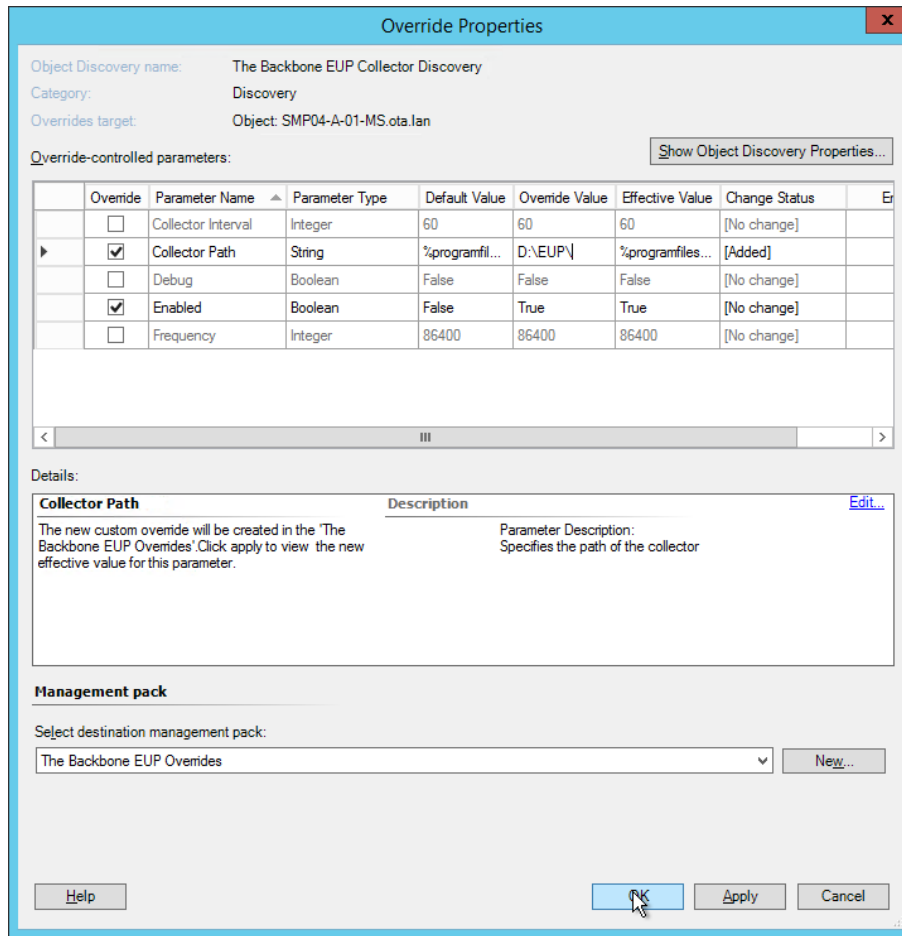 Override Properties
x
Object Discovery name: The Backbone EUP Collector Discovery
Category: Discovery
Overrides target: Object: SMP04-A-01-MS.ota.lan
Override-controlled parameters:
Show Object Discovery Properties...
Override Parameter Name Parameter Type Default Value Override Value Effective Value Change Status Er
Collector Interval Integer 60 60 60 [No change]
Collector Path String %programfil... D:\EUP\ %programfiles... [Added]
Debug Boolean False False False [No change]
Enabled Boolean False True True [No change]
Frequency Integer 86400 86400 86400 [No change]
Details:
Collector Path Description Edit...
The new custom override will be created in the 'The
Backbone EUP Overrides'.Click apply to view the new
effective value for this parameter.
Parameter Description:
Specifies the path of the collector
Management pack
Select destination management pack:
The Backbone EUP Overrides New...
Help OK Apply Cancel